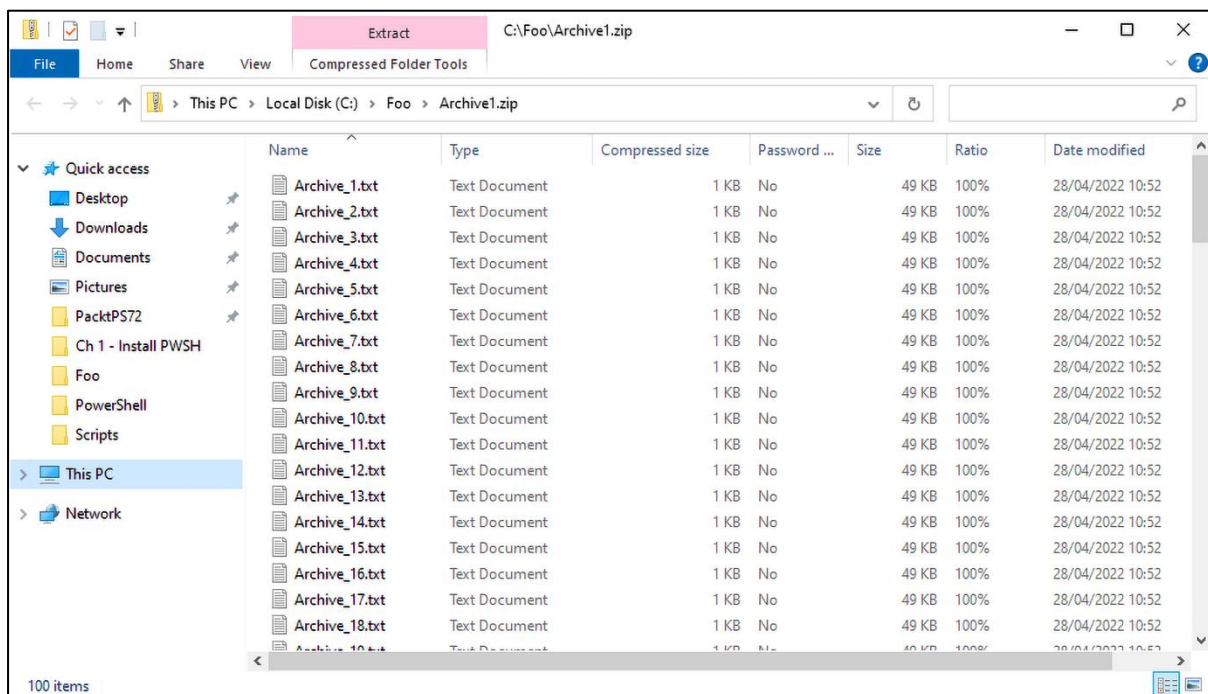 Extract C:\Foo\Archive1.zip
File Home Share View Compressed Folder Tools
This PC > Local Disk (C:) > Foo > Archive1.zip
Quick access
Desktop
Downloads
Documents
Pictures
PacktPS72
Ch 1 - Install PWSH
Foo
PowerShell
Scripts
This PC
Network
Name Type Compressed size Password ... Size Ratio Date modified
Archive_1.txt Text Document 1 KB No 49 KB 100% 28/04/2022 10:52
Archive_2.txt Text Document 1 KB No 49 KB 100% 28/04/2022 10:52
Archive_3.txt Text Document 1 KB No 49 KB 100% 28/04/2022 10:52
Archive_4.txt Text Document 1 KB No 49 KB 100% 28/04/2022 10:52
Archive_5.txt Text Document 1 KB No 49 KB 100% 28/04/2022 10:52
Archive_6.txt Text Document 1 KB No 49 KB 100% 28/04/2022 10:52
Archive_7.txt Text Document 1 KB No 49 KB 100% 28/04/2022 10:52
Archive_8.txt Text Document 1 KB No 49 KB 100% 28/04/2022 10:52
Archive_9.txt Text Document 1 KB No 49 KB 100% 28/04/2022 10:52
Archive_10.txt Text Document 1 KB No 49 KB 100% 28/04/2022 10:52
Archive_11.txt Text Document 1 KB No 49 KB 100% 28/04/2022 10:52
Archive_12.txt Text Document 1 KB No 49 KB 100% 28/04/2022 10:52
Archive_13.txt Text Document 1 KB No 49 KB 100% 28/04/2022 10:52
Archive_14.txt Text Document 1 KB No 49 KB 100% 28/04/2022 10:52
Archive_15.txt Text Document 1 KB No 49 KB 100% 28/04/2022 10:52
Archive_16.txt Text Document 1 KB No 49 KB 100% 28/04/2022 10:52
Archive_17.txt Text Document 1 KB No 49 KB 100% 28/04/2022 10:52
Archive_18.txt Text Document 1 KB No 49 KB 100% 28/04/2022 10:52
100 items